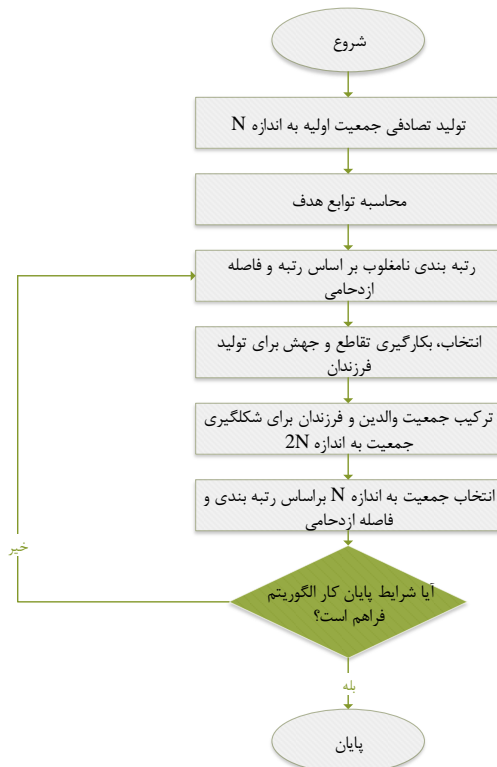 شروع
تولید تصادفی جمعیت اولیه به اندازه N
محاسبه توابع هدف
رتبه بندی نامغلوب بر اساس رتبه و فاصله
ازدحامی
انتخاب، بکارگیری تقاطع و جهش برای تولید
فرزندان
ترکیب جمعیت والدین و فرزندان برای شکلگیری
جمعیت به اندازه 2N
انتخاب جمعیت به اندازه N براساس رتبه بندی و
فاصله ازدحامی
خیر
آیا شرایط پایان کار الگوریتم
فراهم است؟
بله
پایان